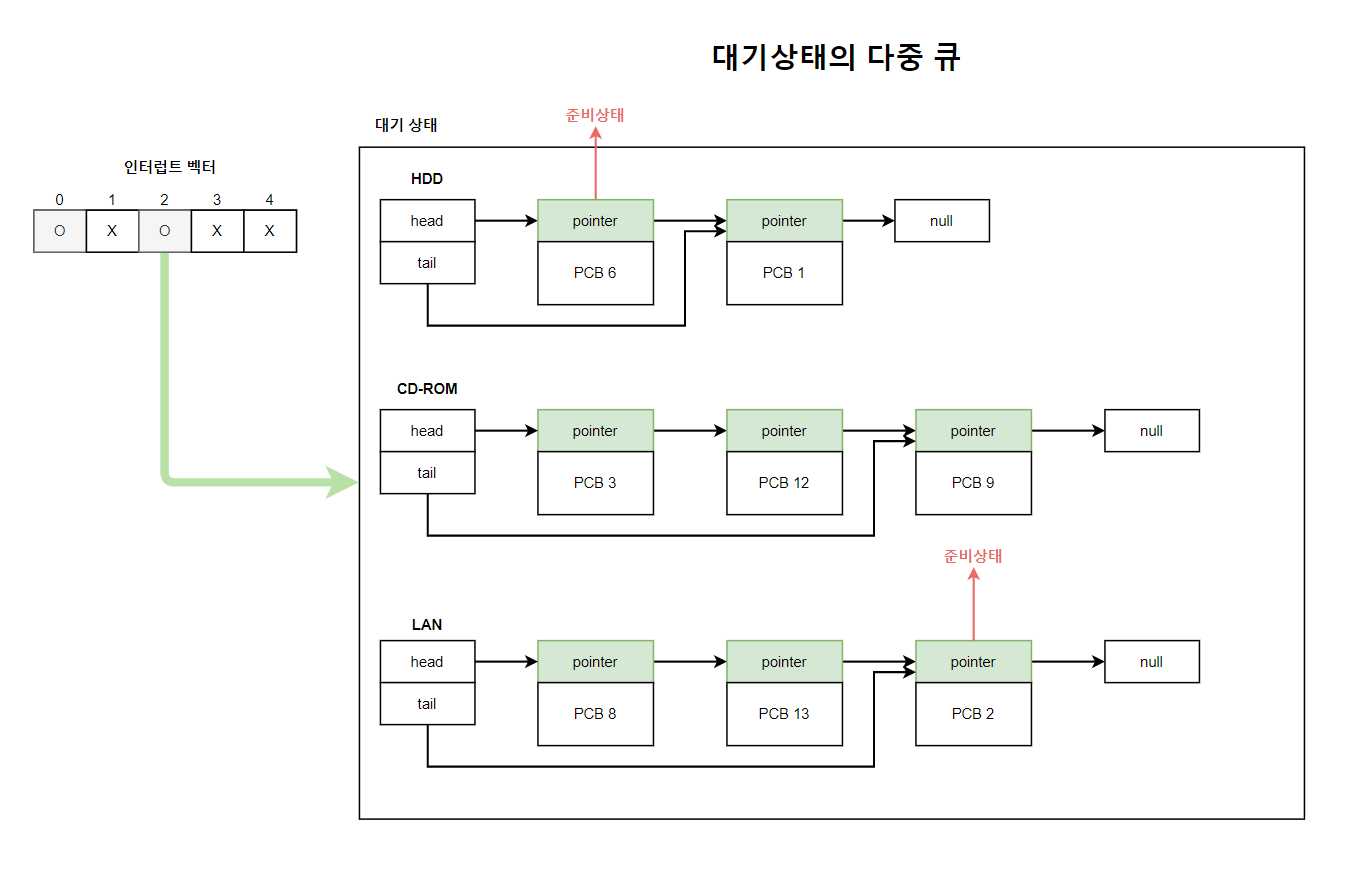 대기상태의 다중 큐
준비상태
대기 상태
인터럽트 벡터
0 1 2 3 4
O X O X X
HDD
head pointer pointer null
tail PCB 6 PCB 1
CD-ROM
head pointer pointer pointer null
tail PCB 3 PCB 12 PCB 9
준비상태
LAN
head pointer pointer pointer null
tail PCB 8 PCB 13 PCB 2